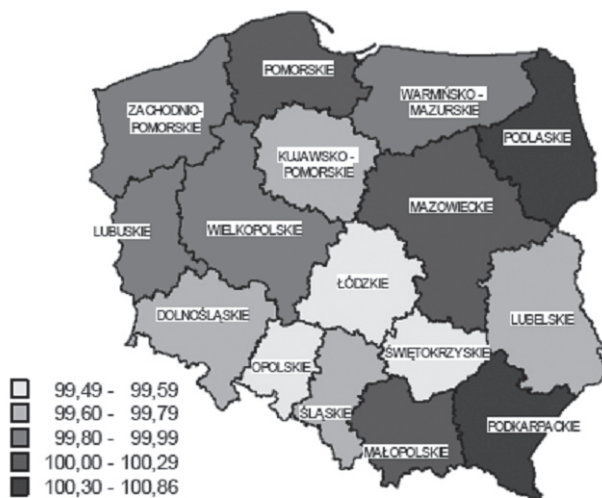 POMORSKIE
ZACHODNIO-
POMORSKIE
WARMIŃSKO -
MAZURSKIE
PODLASKIE
KUJAWSKO -
POMORSKIE
MAZOWIECKIE
LUBUSKIE
WIELKOPOLSKIE
ŁÓDZKIE
DOLNOŚLĄSKIE
LUBELSKIE
OPOLSKIE
ŚWIĘTOKRZYSKIE
ŚLĄSKIE
PODKARPACKIE
MAŁOPOLSKIE
99,49 - 99,59
99,60 - 99,79
99,80 - 99,99
100,00 - 100,29
100,30 - 100,86